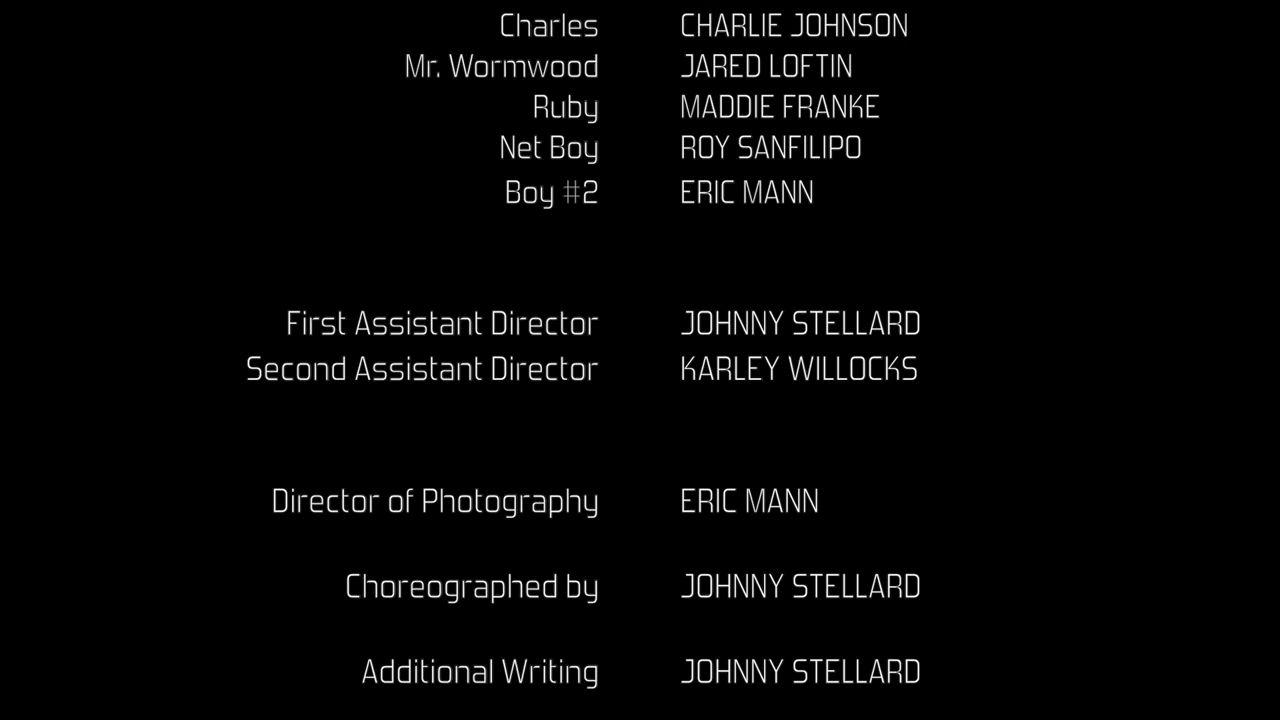 Charles CHARLIE JOHNSON
Mr. Wormwood JARED LOFTIN
Ruby MADDIE FRANKE
Net Boy ROY SANFILIPO
Boy #2 ERIC MANN
First Assistant Director JOHNNY STELLARD
Second Assistant Director KARLEY WILLOCKS
Director of Photography ERIC MANN
Choreographed by JOHNNY STELLARD
Additional Writing JOHNNY STELLARD